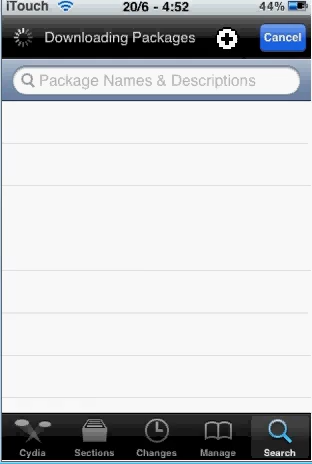 iTouch 20/6 - 4:52 44%
Downloading Packages Cancel
Package Names & Descriptions
Cydia Sections Changes Manage Search